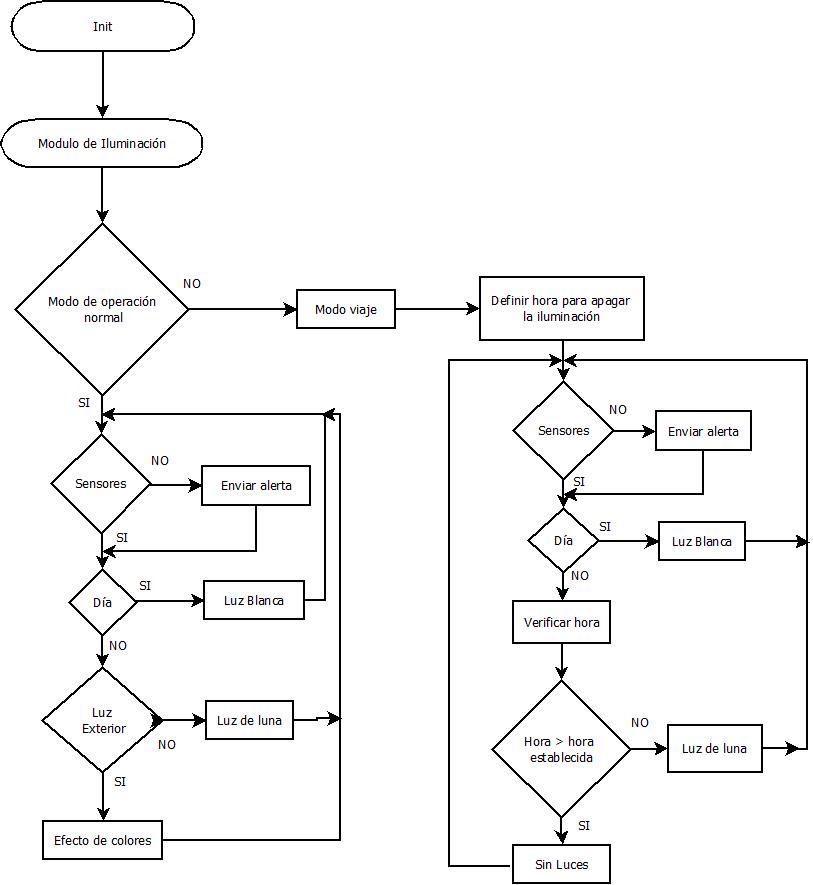 Init
Modulo de Iluminación
Modo de operación
normal
NO
Modo viaje
Definir hora para apagar
la iluminación
SI
Sensores
NO
Enviar alerta
SI
Día
SI
Luz Blanca
NO
Luz
Exterior
NO
Luz de luna
SI
Efecto de colores
Sensores
NO
Enviar alerta
SI
Día
SI
Luz Blanca
NO
Verificar hora
Hora > hora
establecida
NO
Luz de luna
SI
Sin Luces